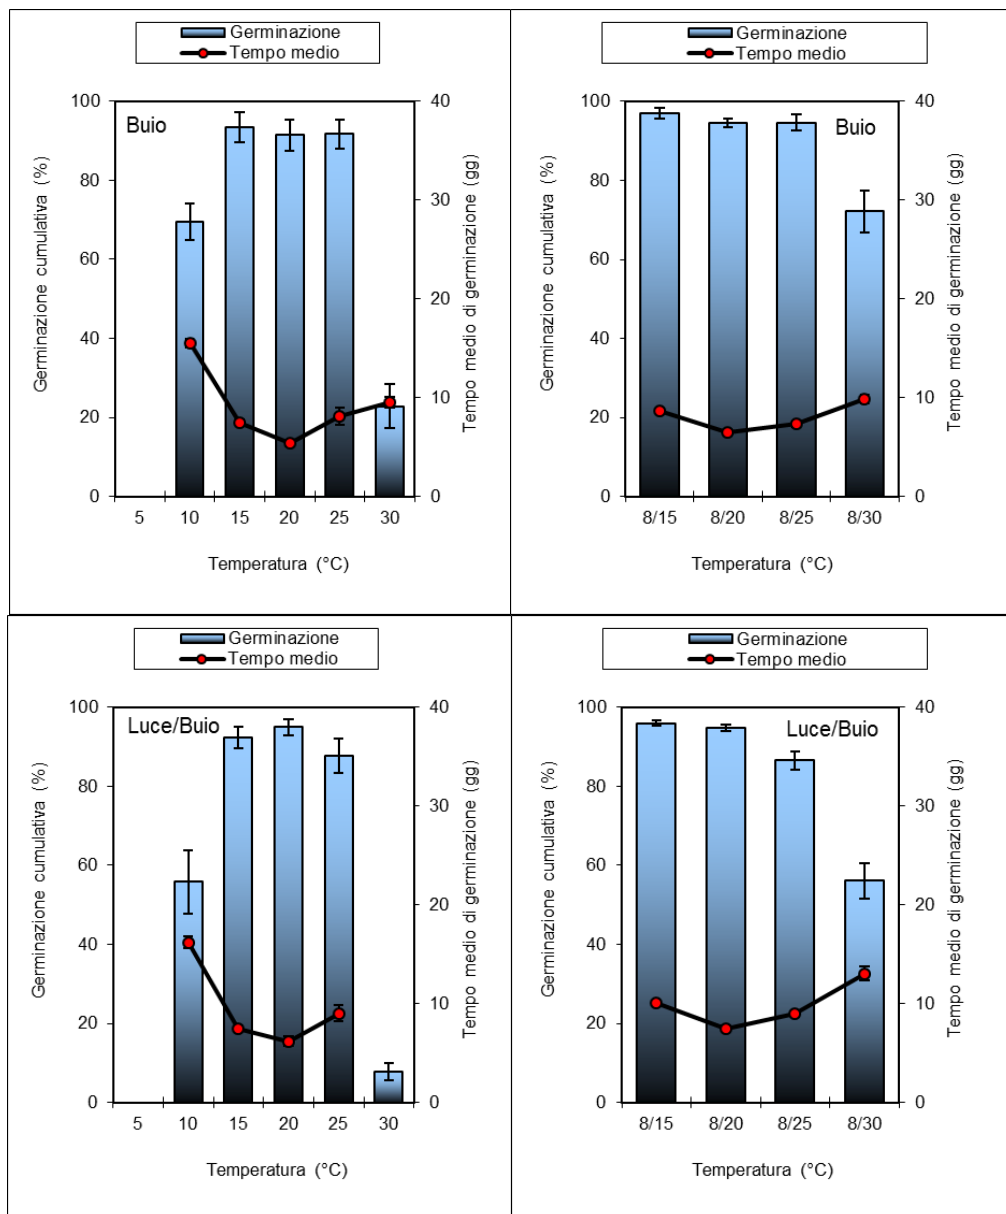 Germinazione
Tempo medio
Buio
Germinazione cumulativa (%)
100
80
60
40
20
0
40
30
20
10
0
Tempo medio di germinazione (gg)
5 10 15 20 25 30
Temperatura (°C)
Germinazione
Tempo medio
Buio
Germinazione cumulativa (%)
100
80
60
40
20
0
40
30
20
10
0
Tempo medio di germinazione (gg)
8/15 8/20 8/25 8/30
Temperatura (°C)
Germinazione
Tempo medio
Luce/Buio
Germinazione cumulativa (%)
100
80
60
40
20
0
40
30
20
10
0
Tempo medio di germinazione (gg)
5 10 15 20 25 30
Temperatura (°C)
Germinazione
Tempo medio
Luce/Buio
Germinazione cumulativa (%)
100
80
60
40
20
0
40
30
20
10
0
Tempo medio di germinazione (gg)
8/15 8/20 8/25 8/30
Temperatura (°C)